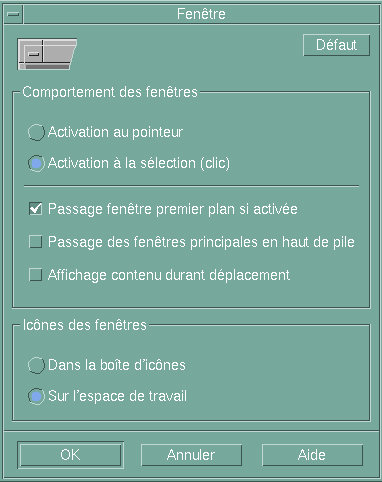 Fenêtre
Défaut
Comportement des fenêtres
Activation au pointeur
Activation à la sélection (clic)
Passage fenêtre premier plan si activée
Passage des fenêtres principales en haut de pile
Affichage contenu durant déplacement
Icônes des fenêtres
Dans la boîte d'icônes
Sur l'espace de travail
OK
Annuler
Aide